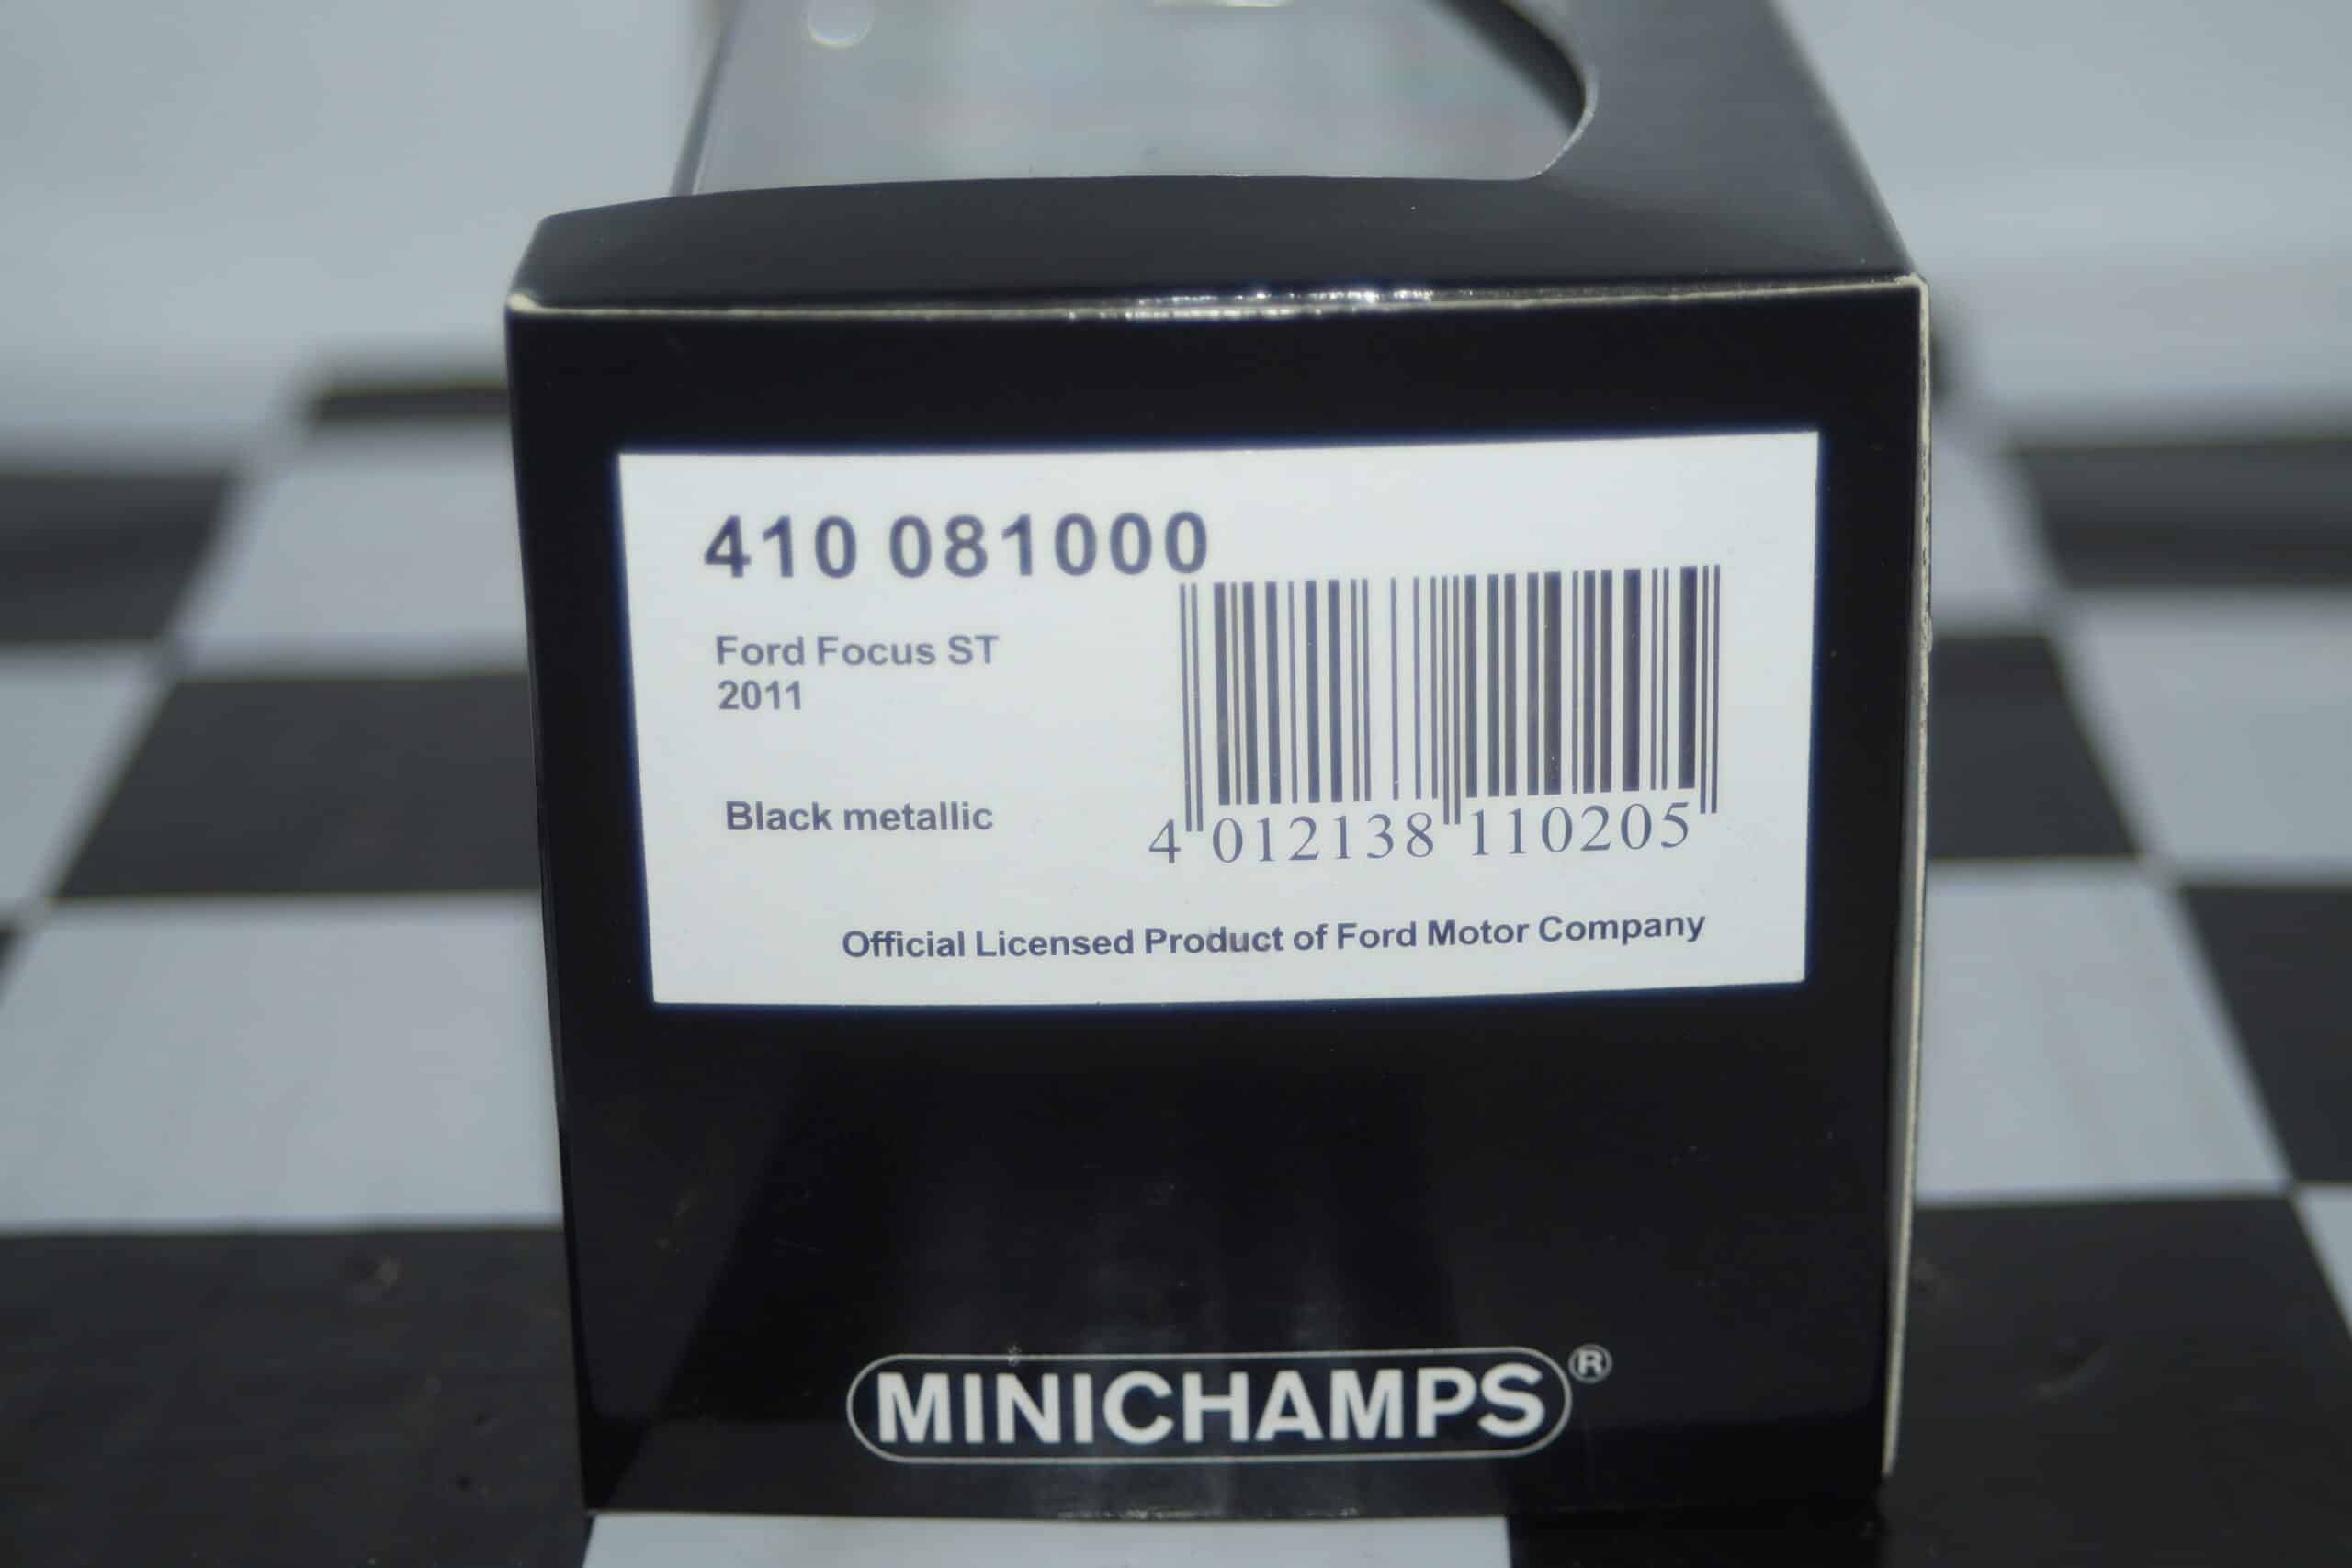 410 081000
Ford Focus ST
2011
Black metallic
4 012138 110205
Official Licensed Product of Ford Motor Company
MINICHAMPS®